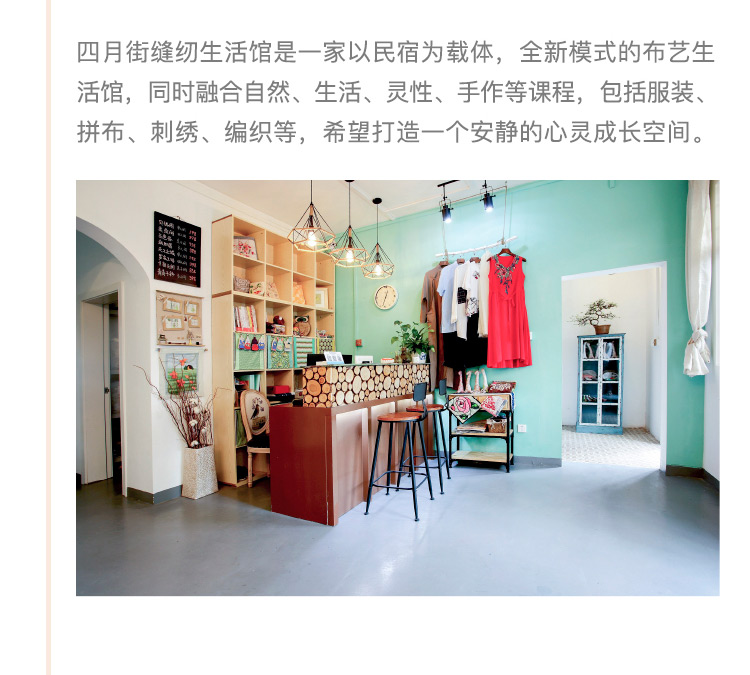 四月街缝纫生活馆是一家以民宿为载体，全新模式的布艺生
活馆，同时融合自然、生活、灵性、手作等课程，包括服装、
拼布、刺绣、编织等，希望打造一个安静的心灵成长空间。